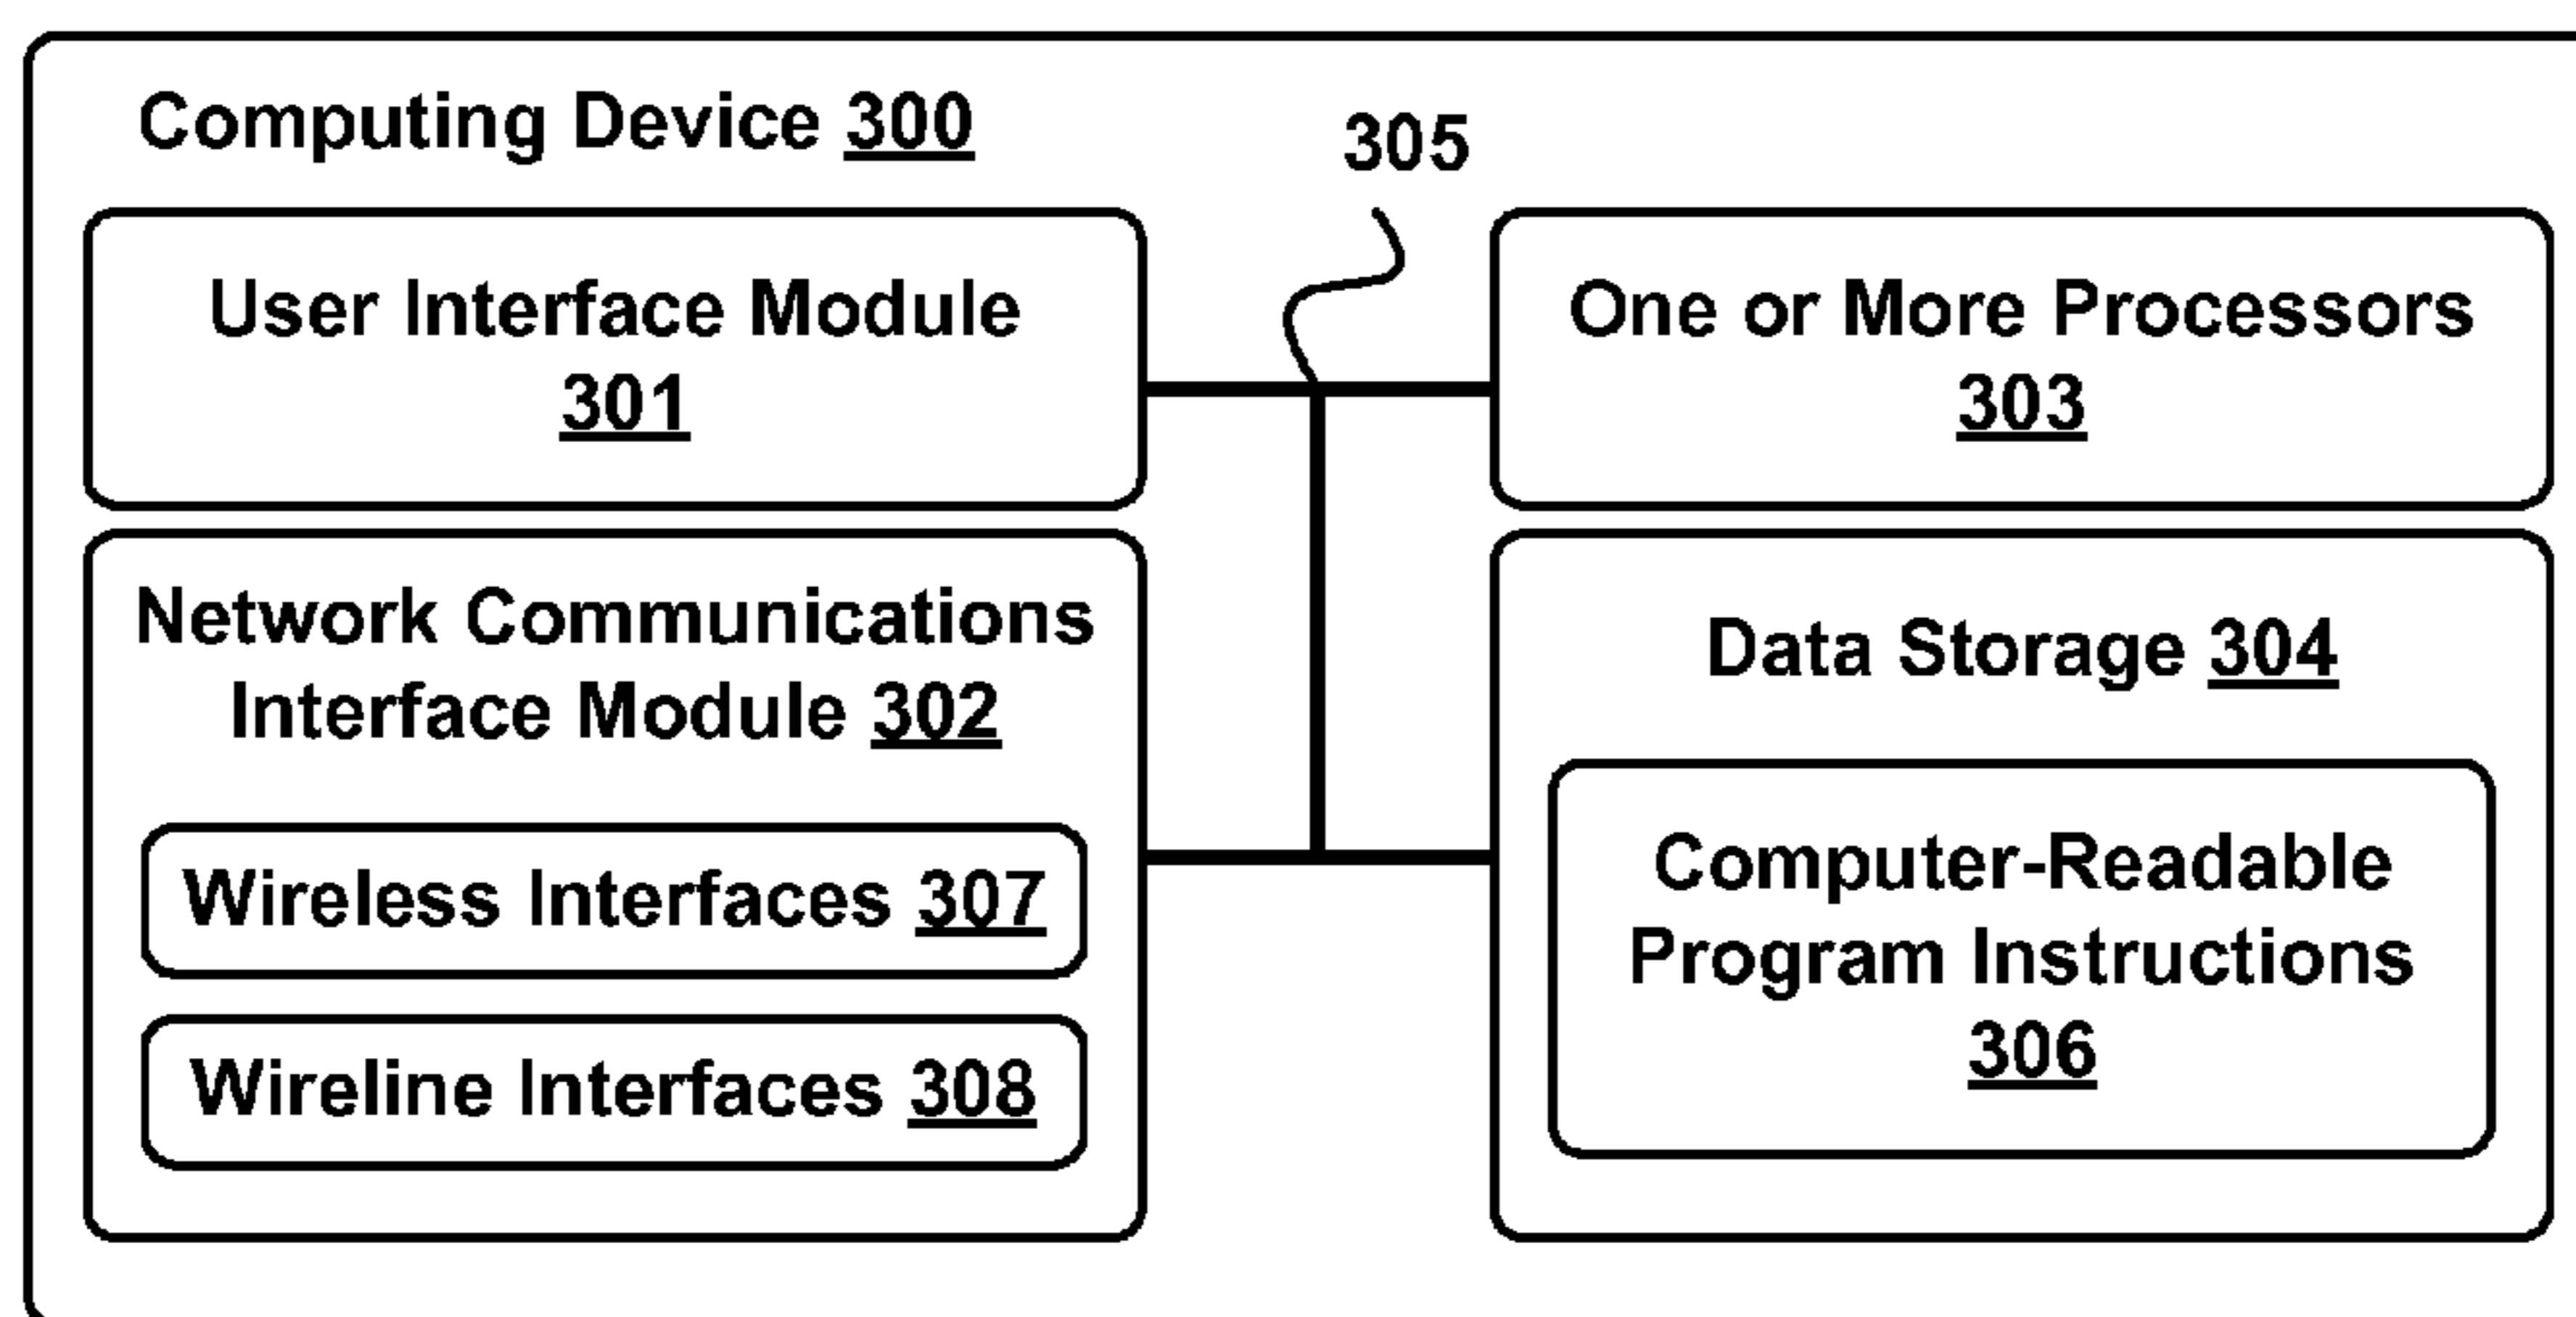 Computing Device 300
305
User Interface Module
301
One or More Processors
303
Network Communications
Interface Module 302
Wireless Interfaces 307
Wireline Interfaces 308
Data Storage 304
Computer-Readable
Program Instructions
306